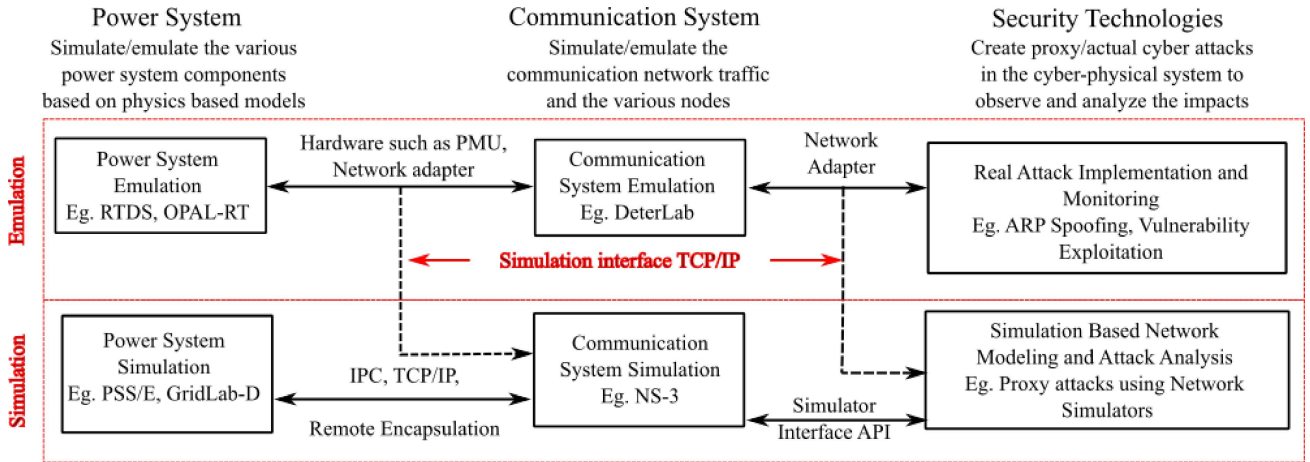 Power System
Simulate/emulate the various
power system components
based on physics based models
Communication System
Simulate/emulate the
communication network traffic
and the various nodes
Security Technologies
Create proxy/actual cyber attacks
in the cyber-physical system to
observe and analyze the impacts
Emulation
Power System
Emulation
Eg. RTDS, OPAL-RT
Hardware such as PMU,
Network adapter
Communication
System Emulation
Eg. DeterLab
Network
Adapter
Real Attack Implementation and
Monitoring
Eg. ARP Spoofing, Vulnerability
Exploitation
Simulation interface TCP/IP
Simulation
Power System
Simulation
Eg. PSS/E, GridLab-D
IPC, TCP/IP,
Remote Encapsulation
Communication
System Simulation
Eg. NS-3
Simulator
Interface API
Simulation Based Network
Modeling and Attack Analysis
Eg. Proxy attacks using Network
Simulators